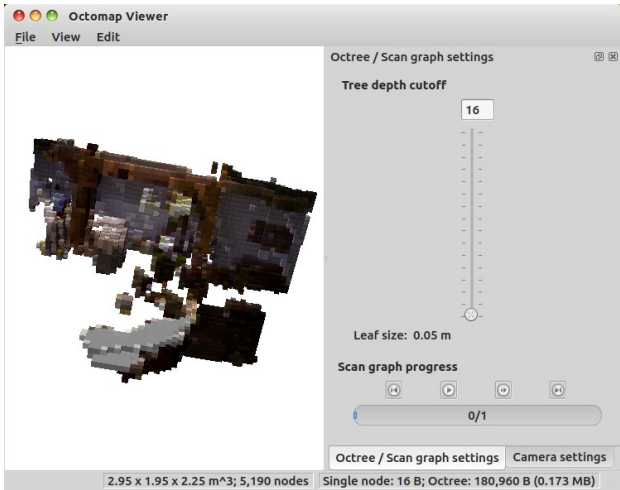 Octomap Viewer
File View Edit
Octree / Scan graph settings
Tree depth cutoff
16
Leaf size: 0.05 m
Scan graph progress
0/1
Octree / Scan graph settings Camera settings
2.95 x 1.95 x 2.25 m^3; 5,190 nodes Single node: 16 B; Octree: 180,960 B (0.173 MB)